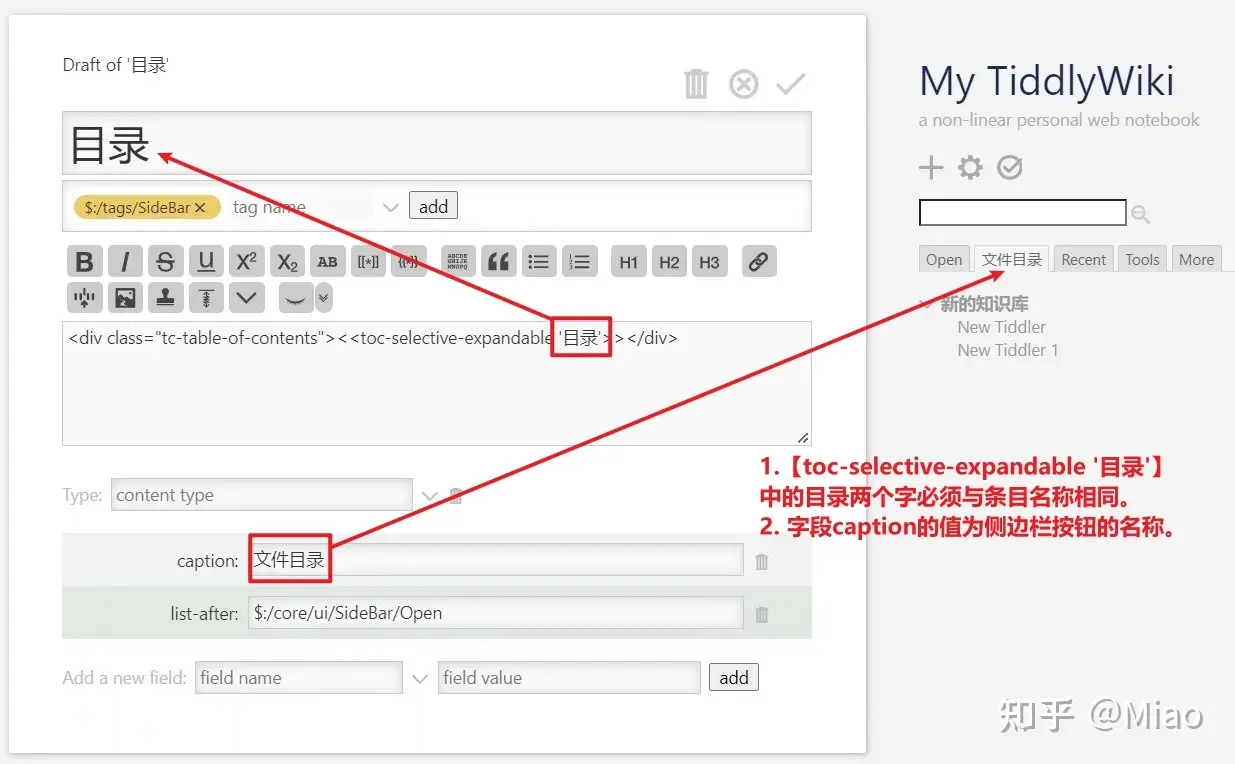 Draft of '目录'
目录
$:/tags/SideBar × tag name add
B I S U X² X₂ AB [[*]] {{*}} ABCDE GHIJK KNOPQ H1 H2 H3
<div class="tc-table-of-contents"><<toc-selective-expandable '目录'>></div>
Type: content type
caption: 文件目录
list-after: $:/core/ui/SideBar/Open
Add a new field: field name field value add
My TiddlyWiki
a non-linear personal web notebook
Open 文件目录 Recent Tools More
新的知识库
New Tiddler
New Tiddler 1
1.【toc-selective-expandable '目录'】
中的目录两个字必须与条目名称相同。
2. 字段caption的值为侧边栏按钮的名称。
知乎 @Miao